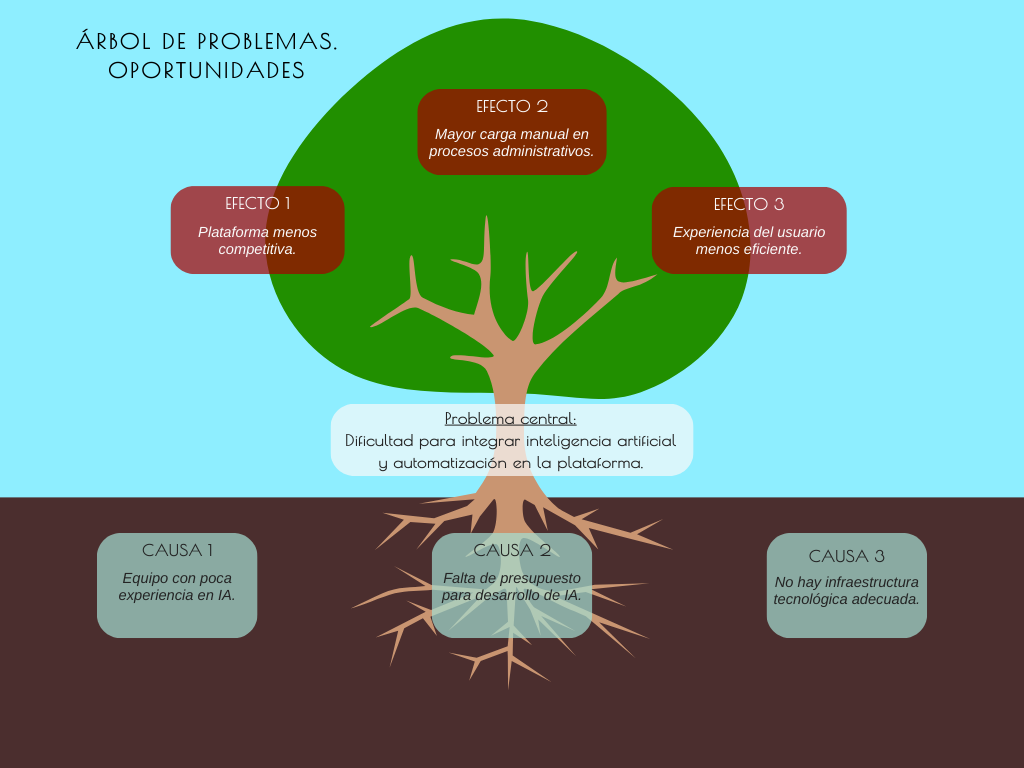 ÁRBOL DE PROBLEMAS.
OPORTUNIDADES
EFECTO 2
Mayor carga manual en
procesos administrativos.
EFECTO 1
Plataforma menos
competitiva.
EFECTO 3
Experiencia del usuario
menos eficiente.
Problema central:
Dificultad para integrar inteligencia artificial
y automatización en la plataforma.
CAUSA 1
Equipo con poca
experiencia en IA.
CAUSA 2
Falta de presupuesto
para desarrollo de IA.
CAUSA 3
No hay infraestructura
tecnológica adecuada.